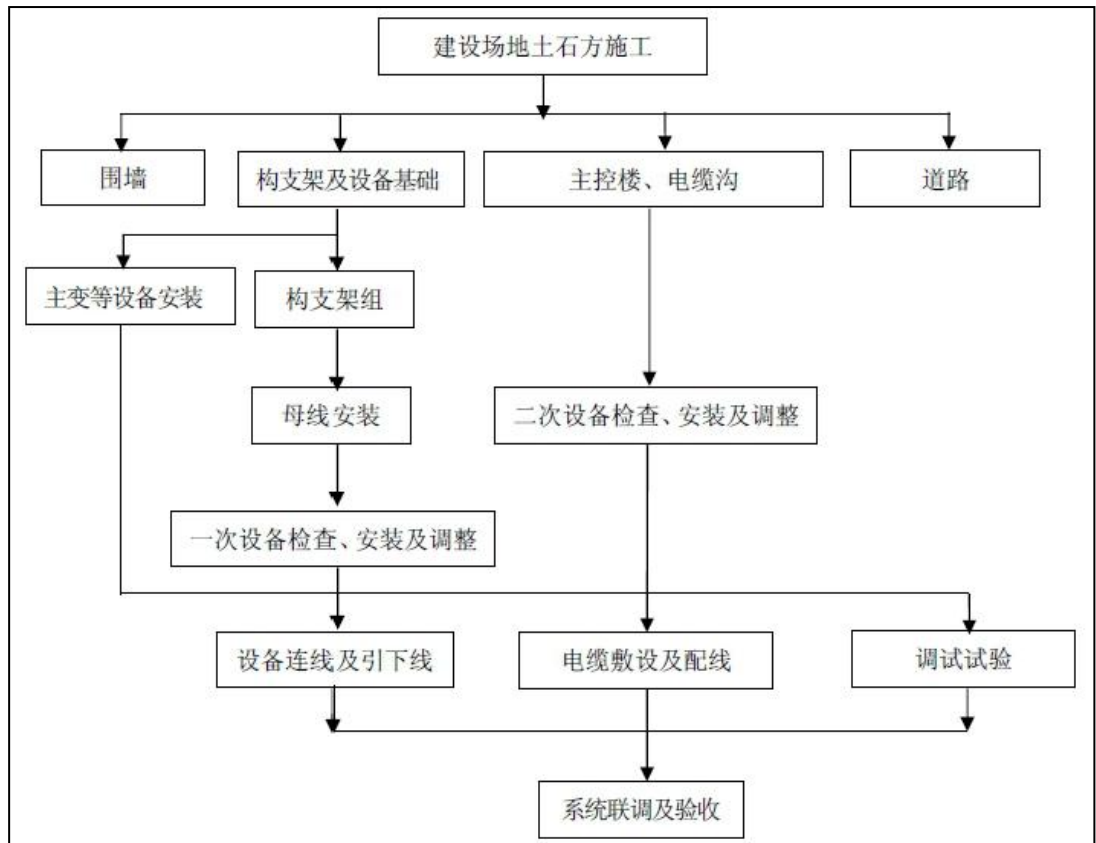 建设场地土石方施工
围墙
构支架及设备基础
主控楼、电缆沟
道路
主变等设备安装
构支架组
母线安装
二次设备检查、安装及调整
一次设备检查、安装及调整
设备连线及引下线
电缆敷设及配线
调试试验
系统联调及验收